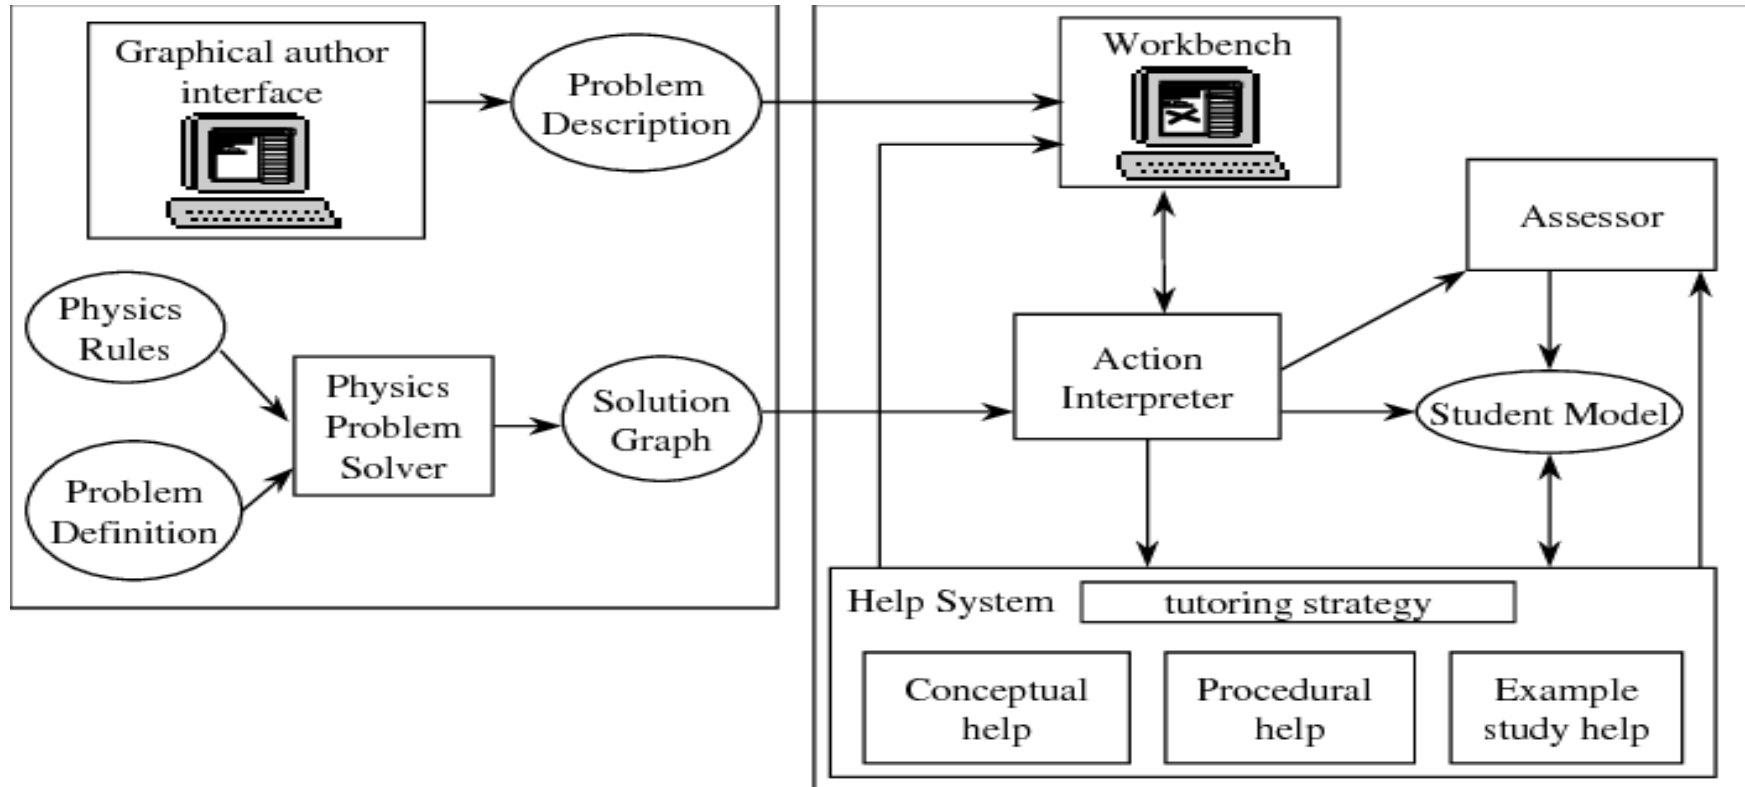 Graphical author
interface
Problem
Description
Workbench
Assessor
Physics
Rules
Physics
Problem
Solver
Solution
Graph
Action
Interpreter
Student Model
Problem
Definition
Help System
tutoring strategy
Conceptual
help
Procedural
help
Example
study help